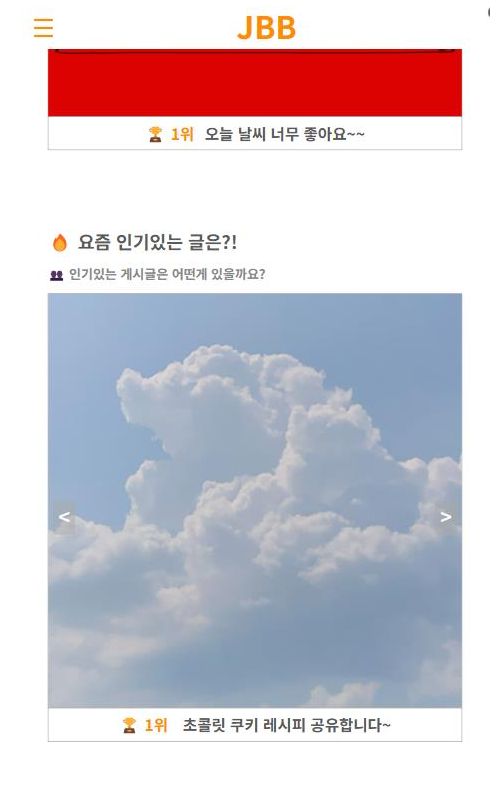 JBB
🏆 1위 오늘 날씨 너무 좋아요~~
🔥 요즘 인기있는 글은?!
👥 인기있는 게시글은 어떤게 있을까요?
< >
🏆 1위 초콜릿 쿠키 레시피 공유합니다~